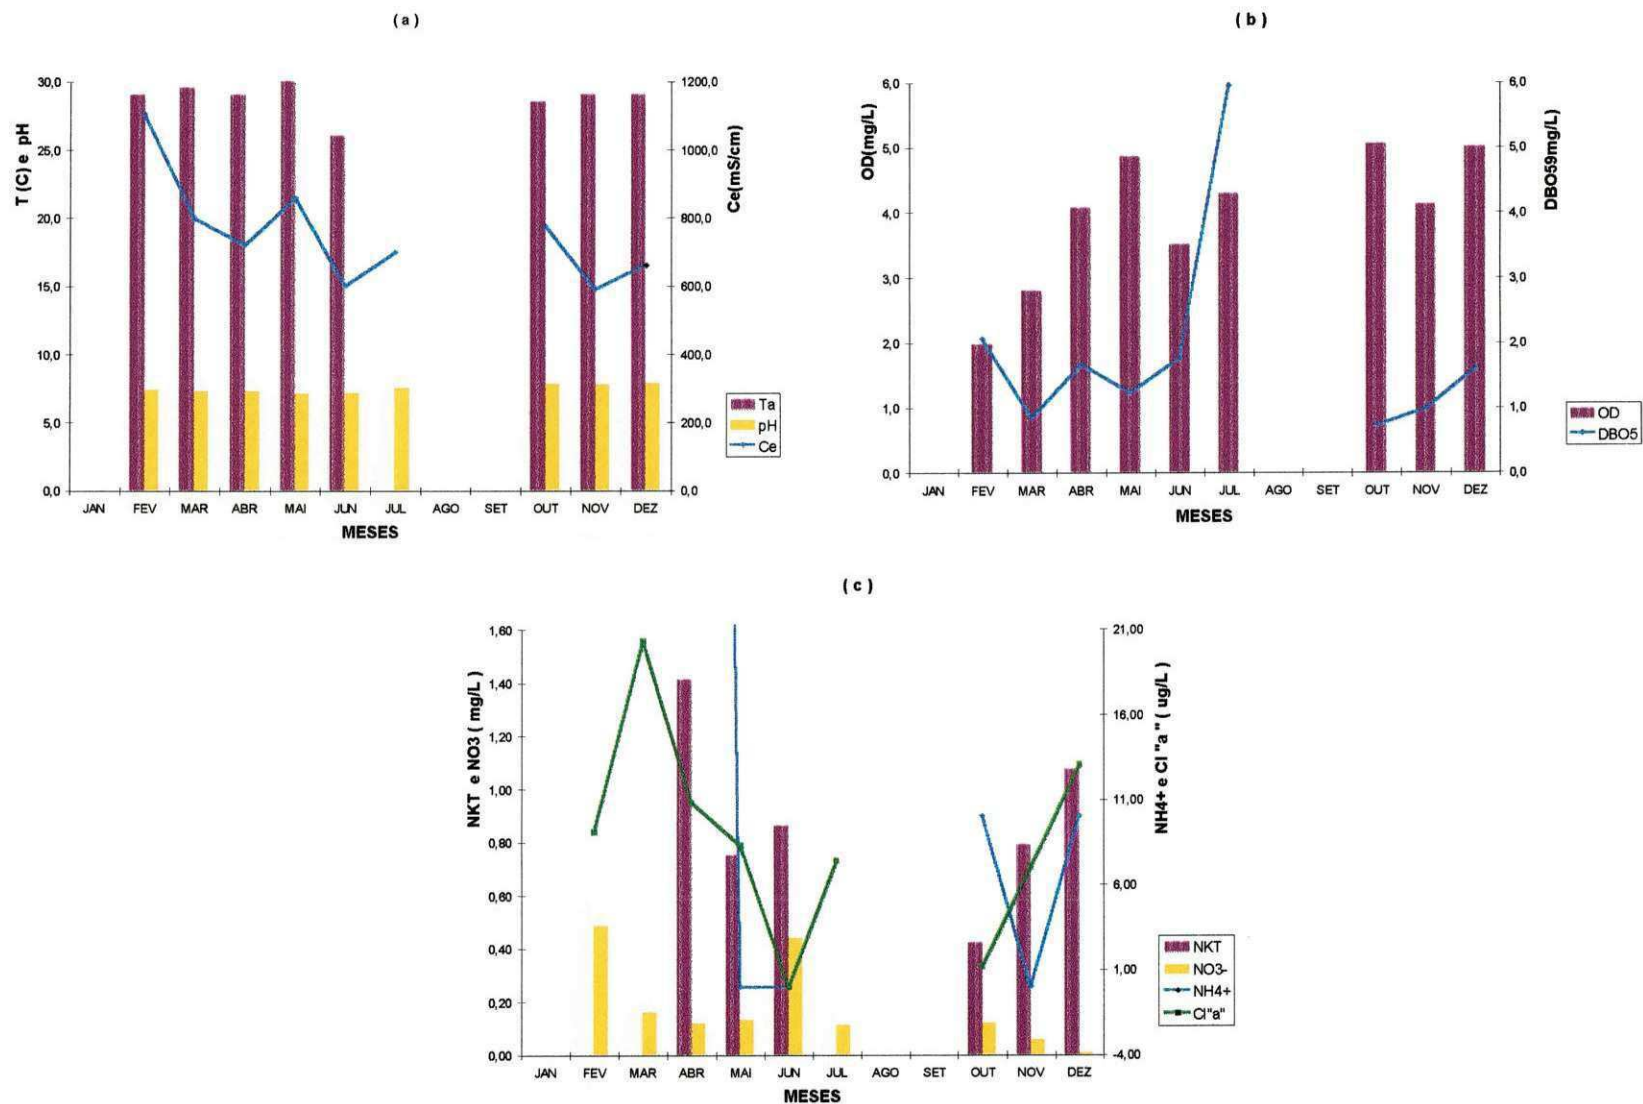 ( a )
T (C) e pH
30,0
25,0
20,0
15,0
10,0
5,0
0,0
1200,0
1000,0
800,0
600,0
400,0
200,0
0,0
Ce(mS/cm)
Ta
pH
Ce
JAN FEV MAR ABR MAI JUN JUL AGO SET OUT NOV DEZ
MESES
( b )
OD(mg/L)
6,0
5,0
4,0
3,0
2,0
1,0
0,0
6,0
5,0
4,0
3,0
2,0
1,0
0,0
DBO59mg/L)
OD
DBO5
JAN FEV MAR ABR MAI JUN JUL AGO SET OUT NOV DEZ
MESES
( c )
NKT e NO3 ( mg/L )
1,60
1,40
1,20
1,00
0,80
0,60
0,40
0,20
0,00
21,00
16,00
11,00
6,00
1,00
-4,00
NH4+ e Cl "a " ( ug/L )
NKT
NO3-
NH4+
Cl"a"
JAN FEV MAR ABR MAI JUN JUL AGO SET OUT NOV DEZ
MESES